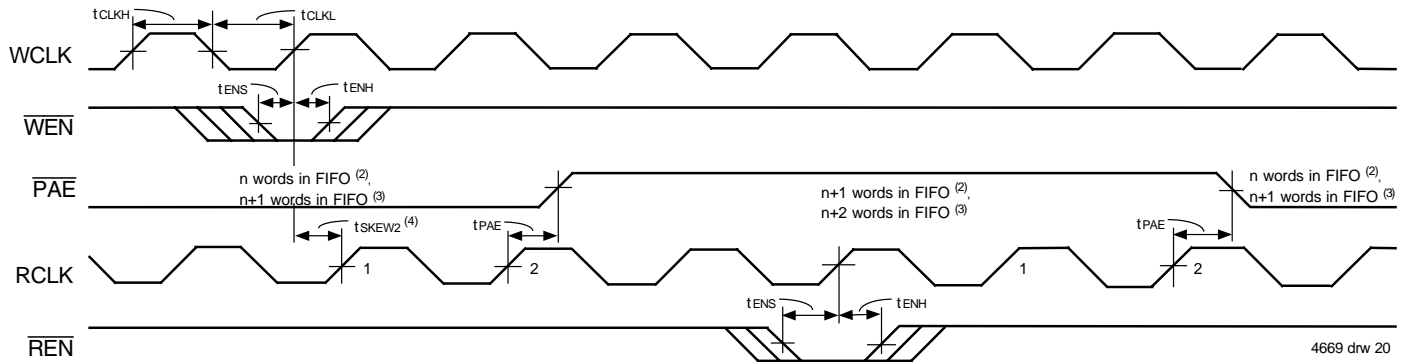 tCLKH
tCLKL
WCLK
tENS
tENH
WEN
PAE
n words in FIFO (2),
n+1 words in FIFO (3)
n+1 words in FIFO (2)
n+2 words in FIFO (3)
n words in FIFO (2),
n+1 words in FIFO (3)
tSKEW2 (4)
tPAE
tPAE
RCLK
1
2
1
2
tENS
tENH
REN
4669 drw 20